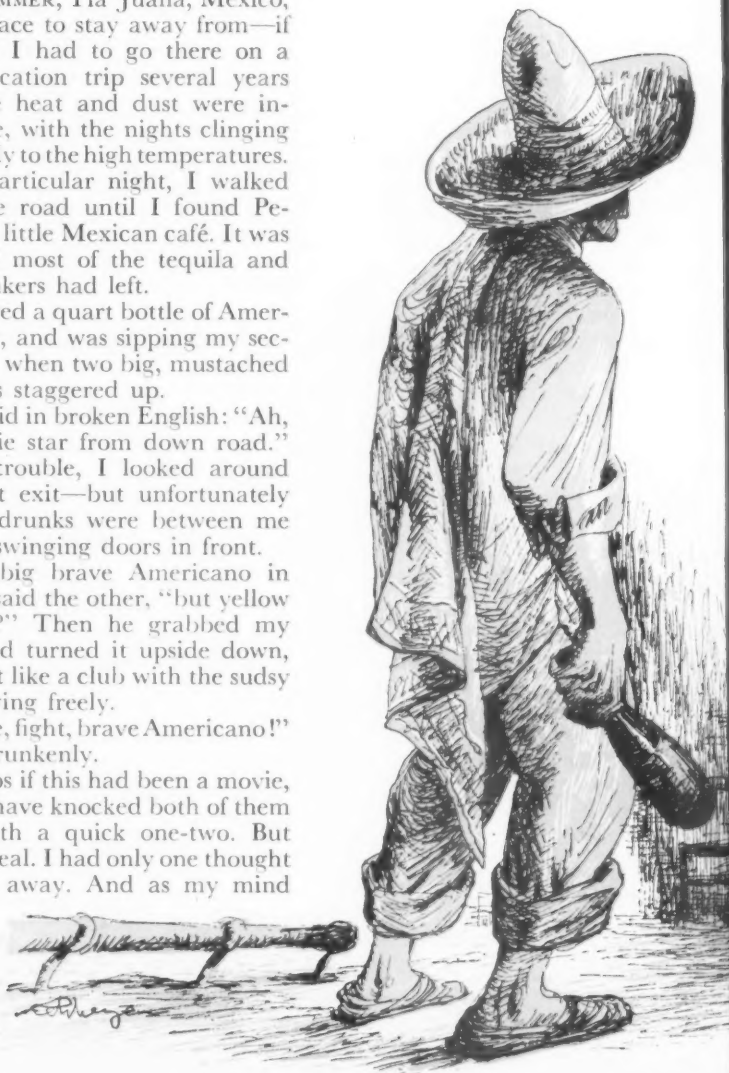 MMER, Tia Juana, Mexico,
ace to stay away from—if
I had to go there on a
cation trip several years
heat and dust were in-
, with the nights clinging
y to the high temperatures.
articular night, I walked
e road until I found Pe-
little Mexican café. It was
most of the tequila and
kers had left.
ed a quart bottle of Amer-
, and was sipping my sec-
when two big, mustached
s staggered up.
id in broken English: “Ah,
ie star from down road.”
trouble, I looked around
t exit—but unfortunately
drunks were between me
swinging doors in front.
big brave Americano in
said the other, “but yellow
?” Then he grabbed my
d turned it upside down,
t like a club with the sudsy
ing freely.
e, fight, brave Americano!”
runkenly.
s if this had been a movie,
have knocked both of them
th a quick one-two. But
eal. I had only one thought
away. And as my mind